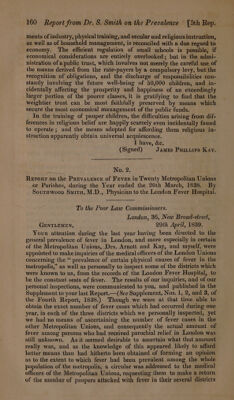 160 Report from Dr. S. Smith on the Prevalence [5th Rep.
ments of industry, physical training, and secular and religious instruction,
as well as of household management, is reconciled with a due regard to
economy. The efficient regulation of small schools is possible, if
economical considerations are entirely overlooked; but in the admi-
nistration of a public trust, which involves not merely the careful use of
the means derived from the rate-payers by a compulsory levy, but the
recognition of obligations, and the discharge of responsibilities con-
stantly involving the future well-being of 50,000 children, and in-
cidentally affecting the prosperity and happiness of an exceedingly
larger portion of the poorer classes, it is gratifying to find that the
weightier trust can be most faithfully preserved by means which
secure the most economical management of the public funds.
In the training of pauper children, the difficulties arising from dif-
ferences in religious belief are happily scarcely even incidentally found
to operate; and the means adopted for affording them religious in-
struction apparently obtain universal acquiescence.
I have, &c.
(Signed) JAMES PHILLIPS KAY.
No. 2.
REPORT on the PREVALENCE of FEVER in Twenty Metropolitan Unions
or Parishes, during the Year ended the 20th March, 1838. By
SOUTHWOOD SMITH, M.D., Physician to the London Fever Hospital.
To the Poor Law Commissioners.
London, 36, New Broad-street,
GENTLEMEN, 29th April, 1839.
YOUR attention during the last year having been directed to the
general prevalence of fever in London, and more especially in certain
of the Metropolitan Unions, Drs. Arnott and Kay, and myself, were
appointed to make inquiries of the medical officers of the London Unions
concerning the "prevalence of certain physical causes of fever in the
metropolis," as well as personally to inspect some of the districts which
were known to us, from the records of the London Fever Hospital, to
be the constant seats of fever. The results of our inquiries, and of our
personal inspections, were communicated to you, and published in the
Supplement to your last Report.—(See Supplement, Nos. 1, 2, and 3, of
the Fourth Report, 1838.) Though we were at that time able to
obtain the exact number of fever cases which had occurred during one
year, in each of the three districts which we personally inspected, yet
we had no means of ascertaining the number of fever cases in the
other Metropolitan Unions, and consequently the actual amount of
fever among persons who had received parochial relief in London was
still unknown. As it seemed desirable to ascertain what that amount
really was, and as the knowledge of this appeared likely to afford
better means than had hitherto been obtained of forming an opinion
as to the extent to which fever had been prevalent among the whole
population of the metropolis, a circular was addressed to the medical
officers of the Metropolitan Unions, requesting them to make a return
of the number of paupers attacked with fever in their several districts